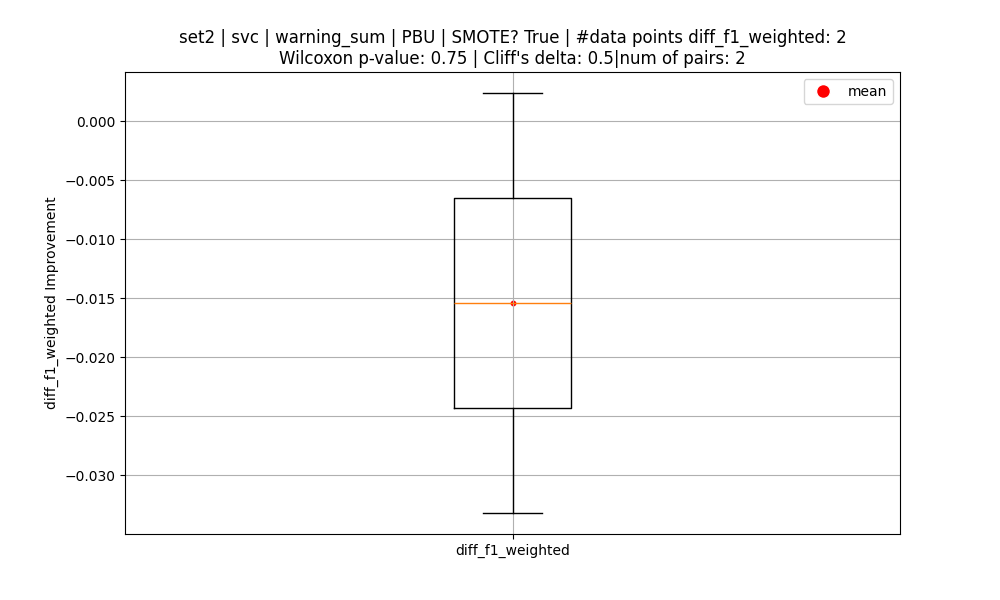 set2 | svc | warning_sum | PBU | SMOTE? True | #data points diff_f1_weighted: 2
Wilcoxon p-value: 0.75 | Cliff's delta: 0.5|num of pairs: 2
mean
0.000
−0.005
−0.010
−0.015
−0.020
−0.025
−0.030
diff_f1_weighted Improvement
diff_f1_weighted